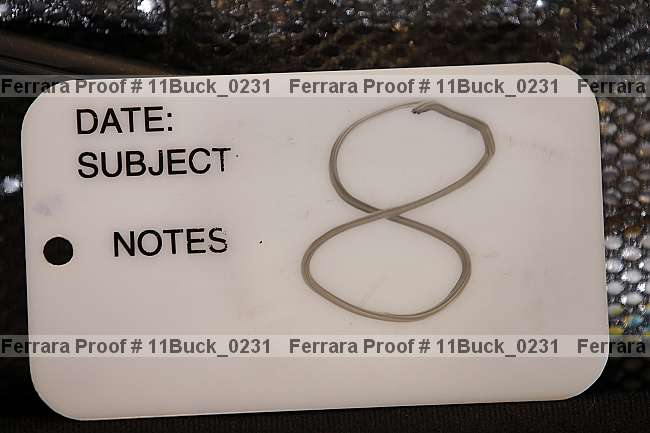 Ferrara Proof # 11Buck_0231 Ferrara Proof # 11Buck_0231 Ferrara
DATE:
SUBJECT
8
NOTES
Ferrara Proof # 11Buck_0231 Ferrara Proof # 11Buck_0231 Ferrara